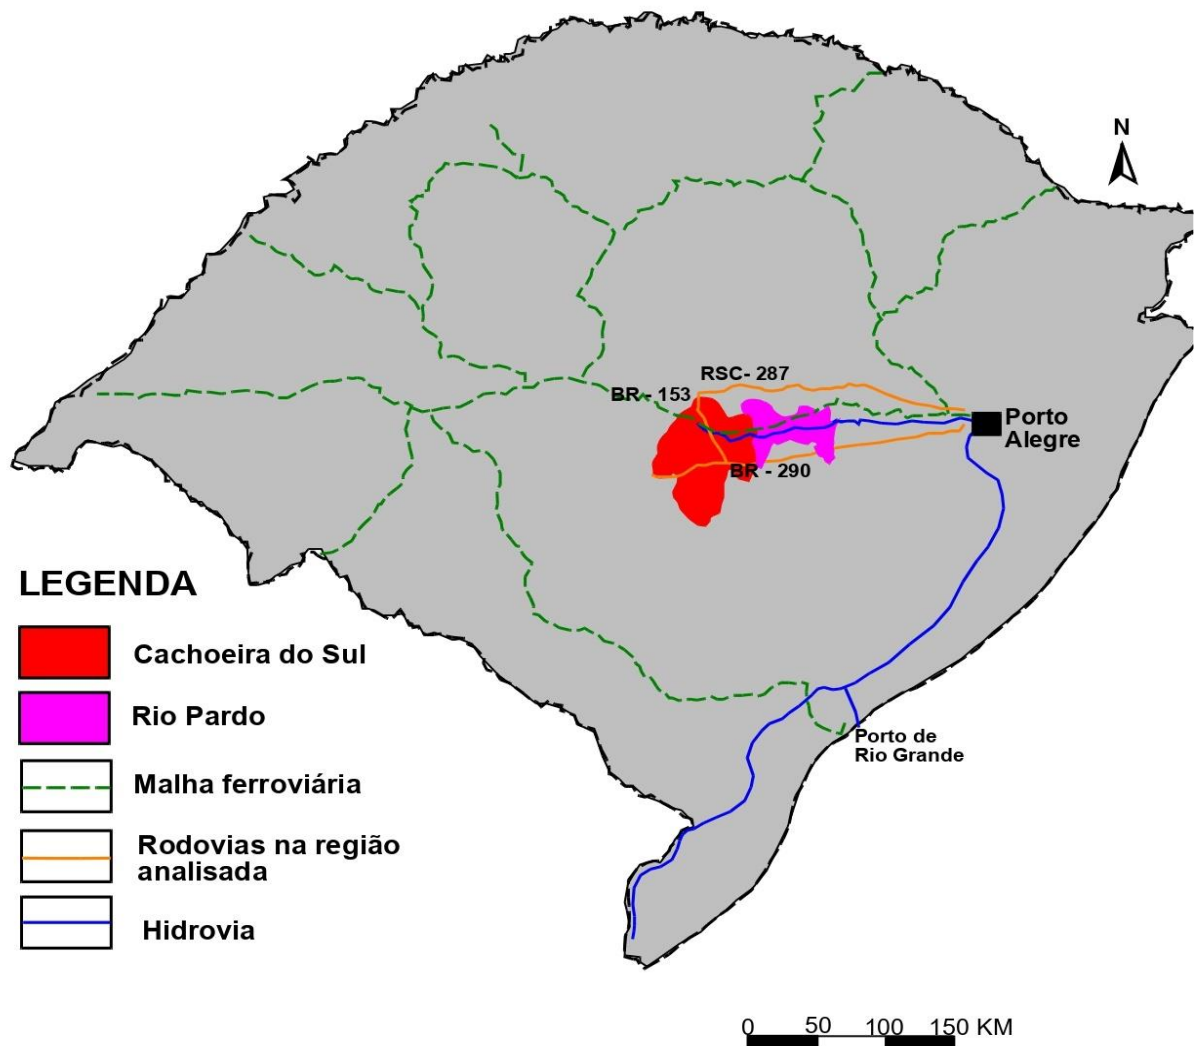 N
RSC- 287
BR - 153
Porto
Alegre
BR - 290
LEGENDA
Cachoeira do Sul
Rio Pardo
Porto de
Rio Grande
Malha ferroviária
Rodovias na região
analisada
Hidrovia
0 50 100 150 KM